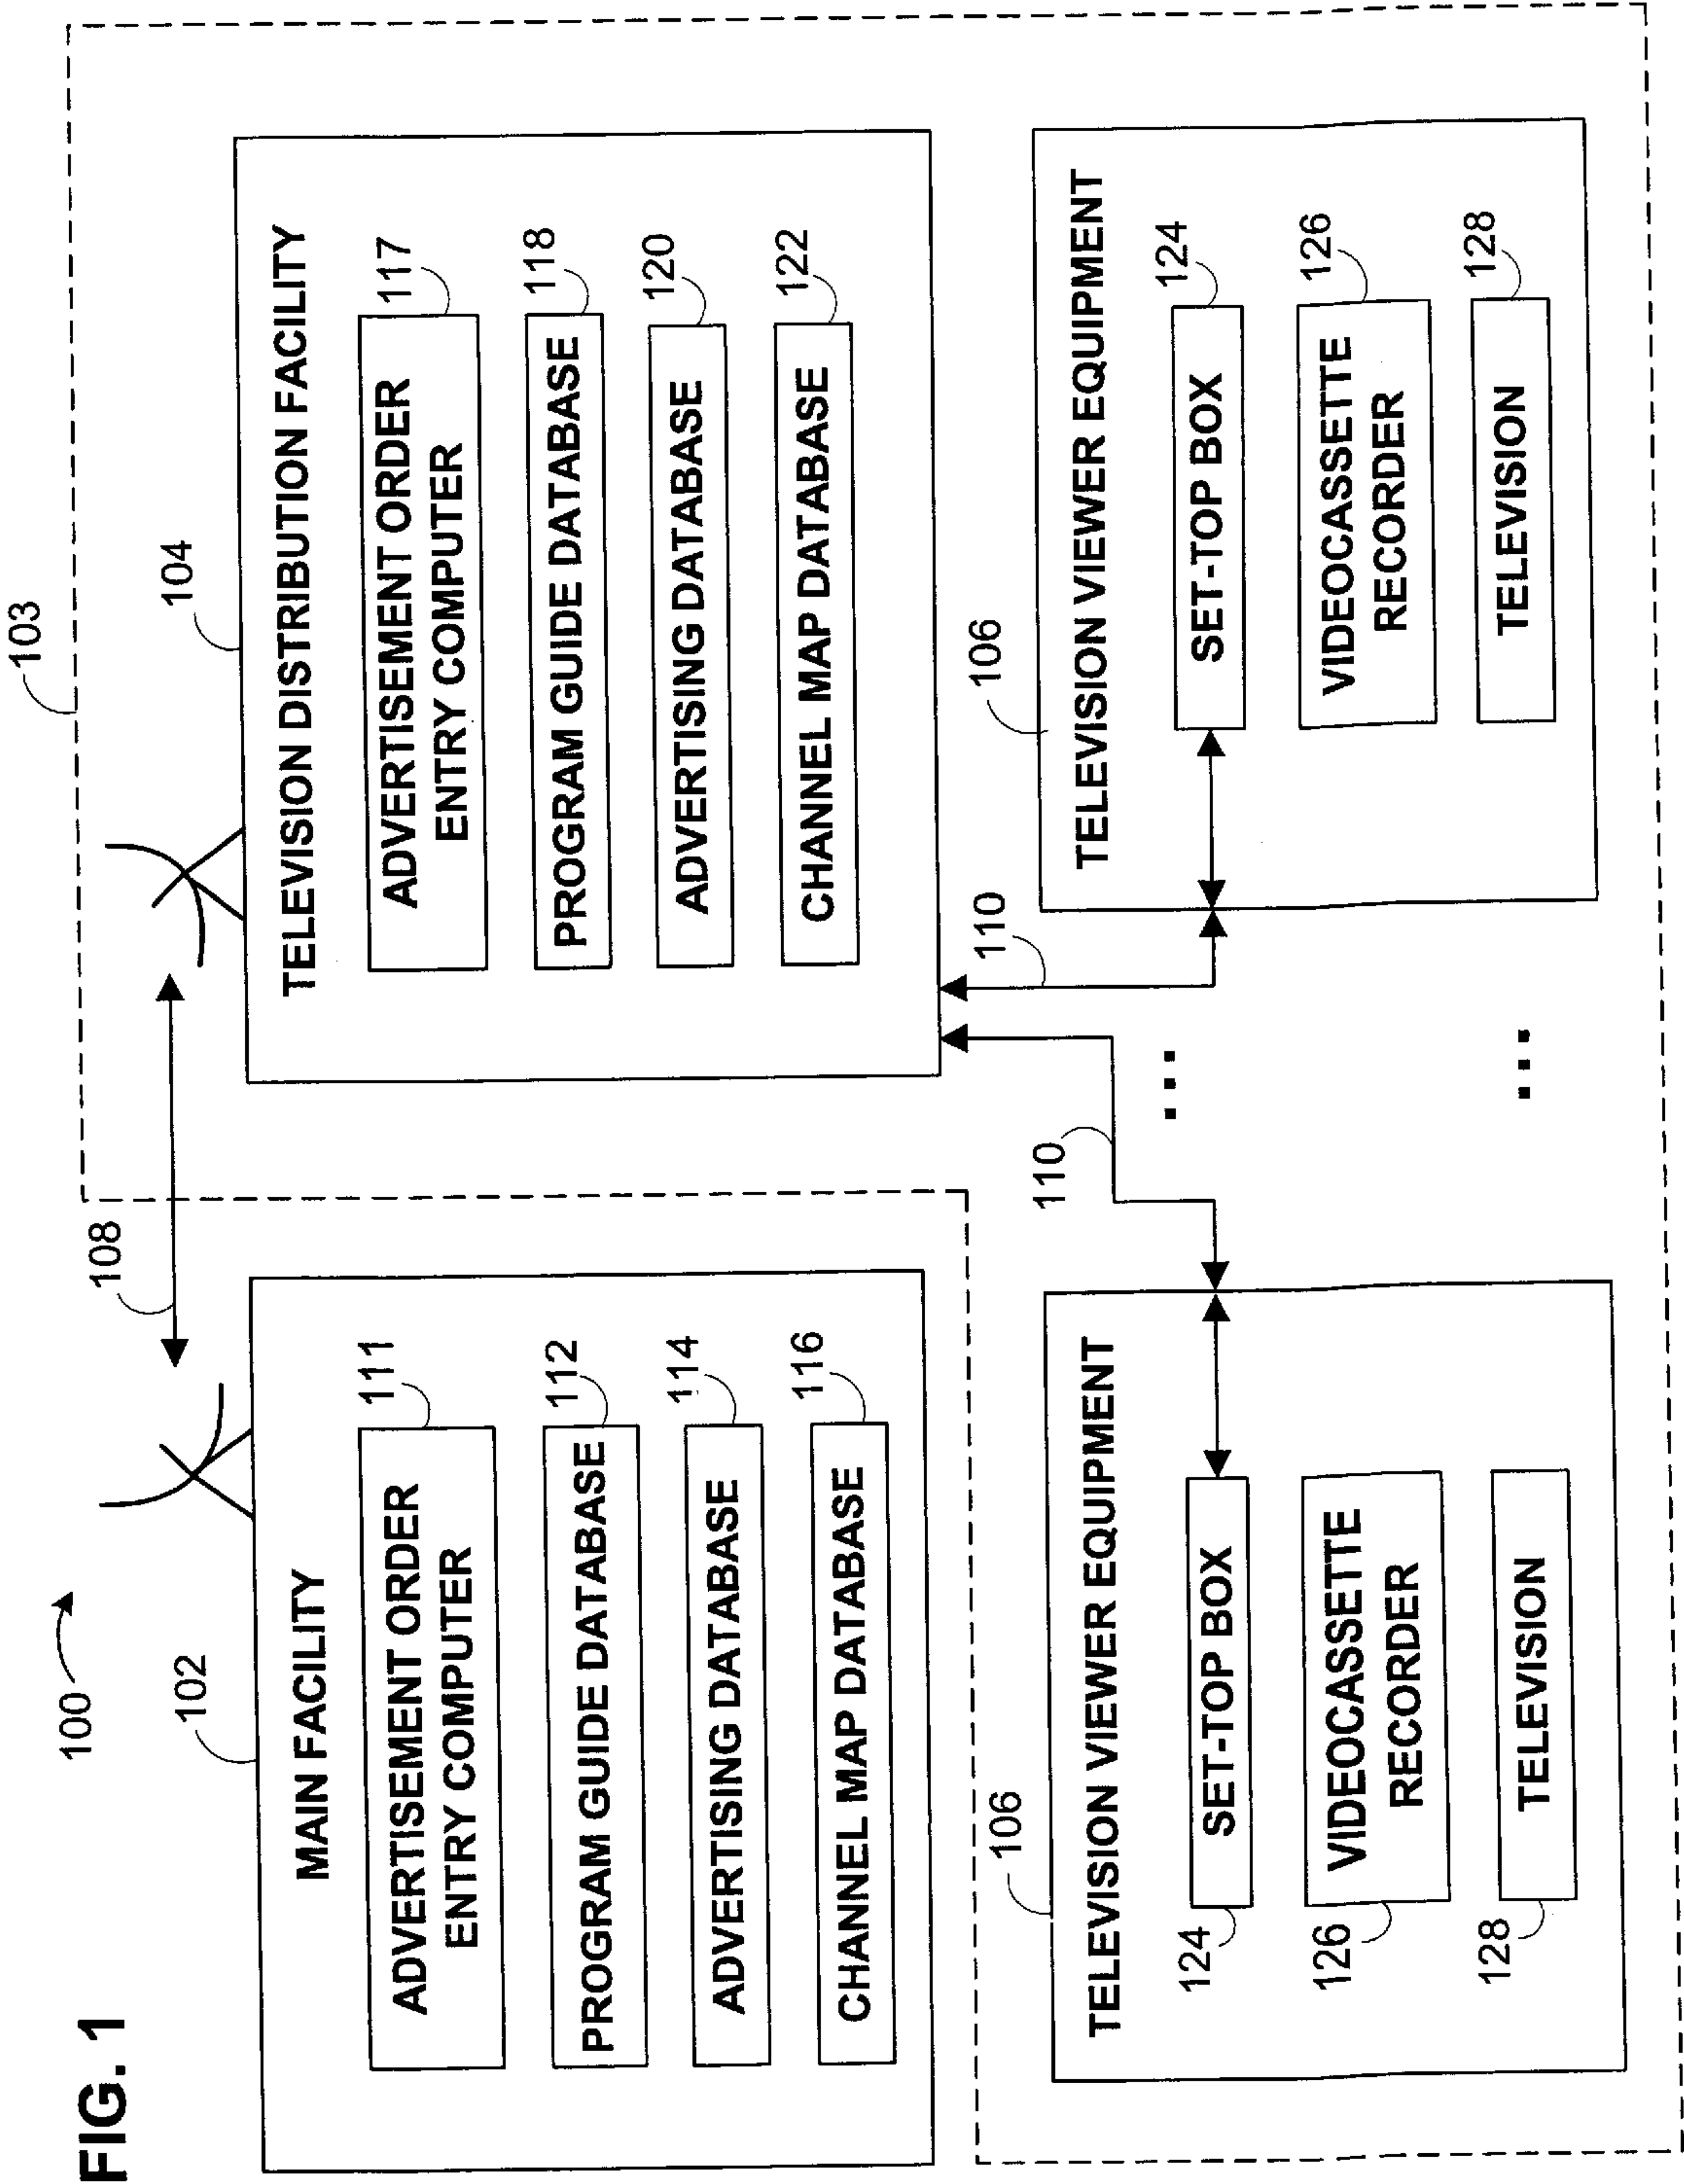 FIG. 1
100
102
108
103
104
MAIN FACILITY
ADVERTISEMENT ORDER
ENTRY COMPUTER
111
PROGRAM GUIDE DATABASE
112
ADVERTISING DATABASE
114
CHANNEL MAP DATABASE
116
TELEVISION DISTRIBUTION FACILITY
ADVERTISEMENT ORDER
ENTRY COMPUTER
117
PROGRAM GUIDE DATABASE
118
ADVERTISING DATABASE
120
CHANNEL MAP DATABASE
122
110
110
106
TELEVISION VIEWER EQUIPMENT
124
SET-TOP BOX
126
VIDEOCASSETTE
RECORDER
128
TELEVISION
...
...
106
TELEVISION VIEWER EQUIPMENT
SET-TOP BOX
124
VIDEOCASSETTE
RECORDER
126
TELEVISION
128